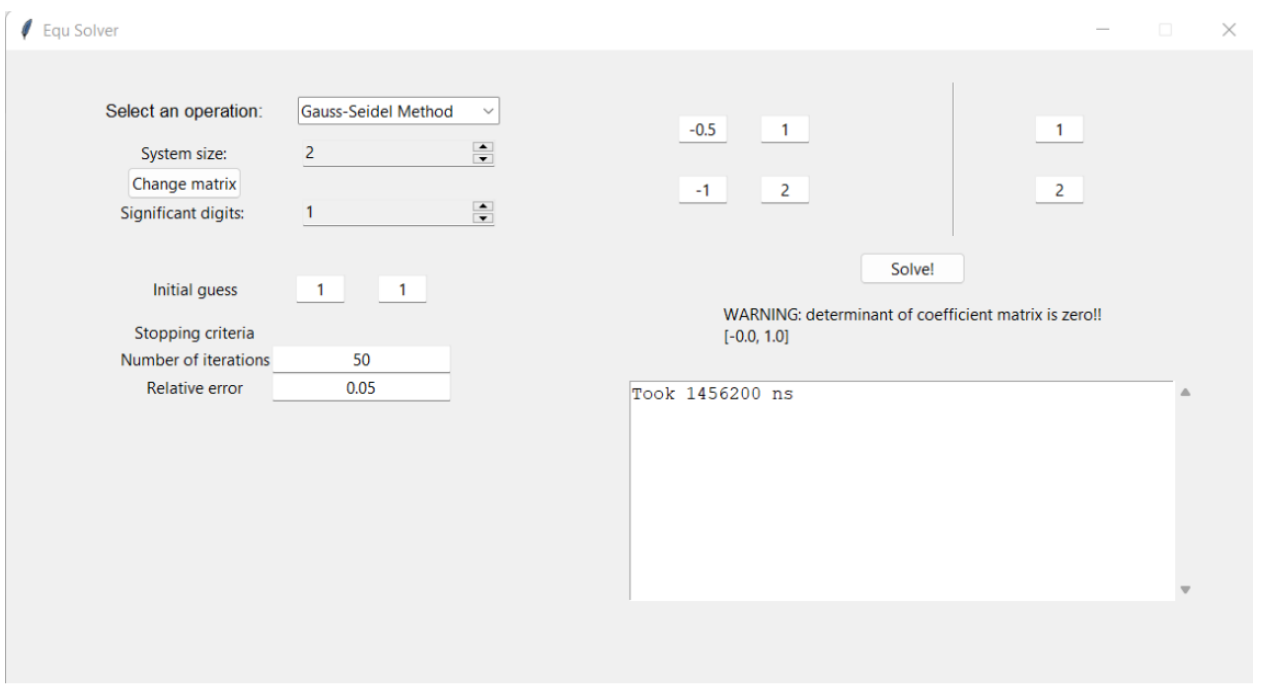 Equ Solver
Select an operation: Gauss-Seidel Method
System size: 2
Change matrix
Significant digits: 1
Initial guess 1 1
Stopping criteria
Number of iterations 50
Relative error 0.05
-0.5 1 1
-1 2 2
Solve!
WARNING: determinant of coefficient matrix is zero!!
[-0.0, 1.0]
Took 1456200 ns